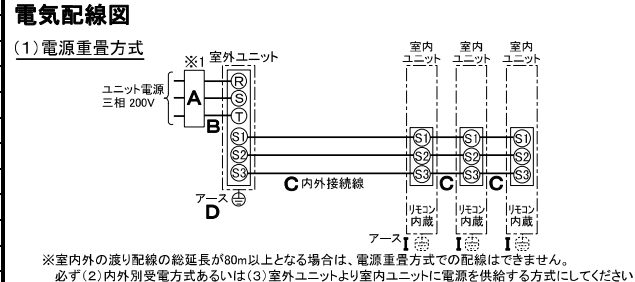 電気配線図
(1)電源重畳方式
※1 室外ユニット
室内ユニット 室内ユニット 室内ユニット
ユニット電源
三相 200V
A
B
R
S
T
S1 S1 S1 S1
S2 S2 S2 S2
S3 S3 S3 S3
C 内外接続線 C C
アース
D
リモコン内蔵 リモコン内蔵 リモコン内蔵
アース I I I
※室内外の渡り配線の総延長が80m以上となる場合は、電源重畳方式での配線はできません。
必ず(2)内外別受電方式あるいは(3)室外ユニットより室内ユニットに電源を供給する方式にしてください